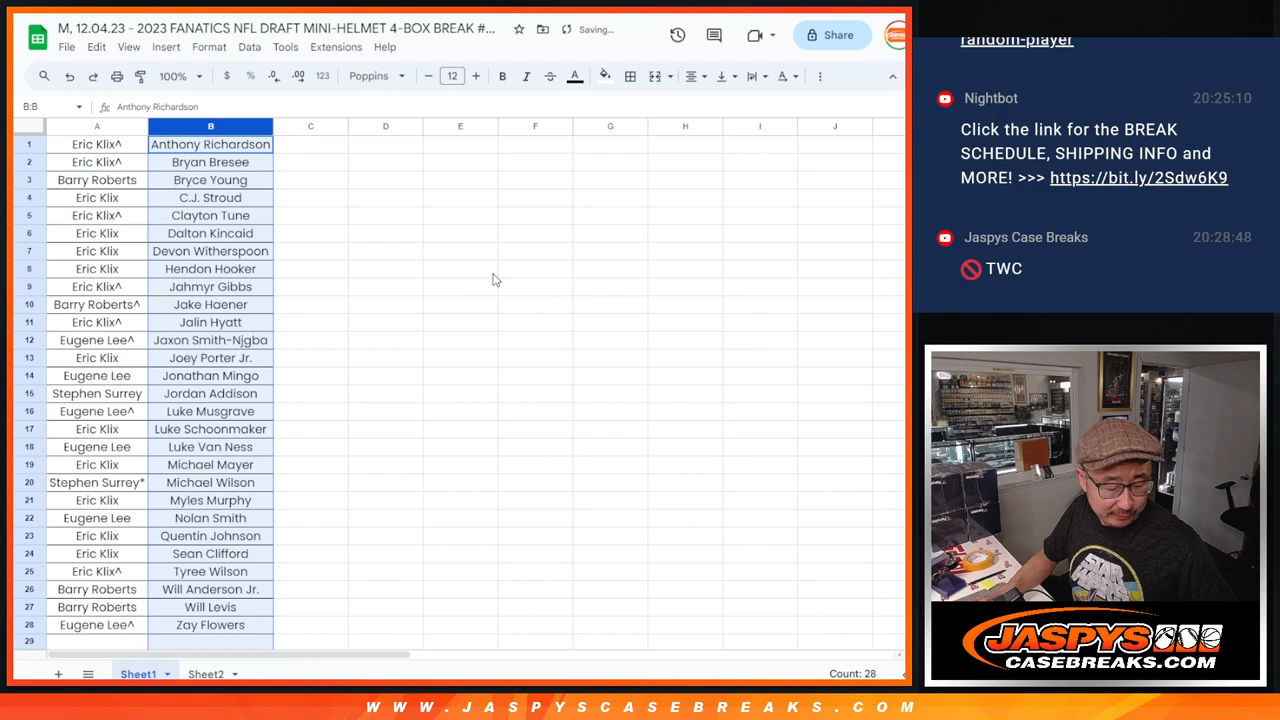 M, 12.04.23 - 2023 FANATICS NFL DRAFT MINI-HELMET 4-BOX BREAK #...
Saving...
Share
File Edit View Insert Format Data Tools Extensions Help
100% $ % .0 .00 123 Poppins 12 B I A
B:B fx Anthony Richardson
A B C D E F G H I J
1 Eric Klix^ Anthony Richardson
2 Eric Klix^ Bryan Bresee
3 Barry Roberts Bryce Young
4 Eric Klix C.J. Stroud
5 Eric Klix^ Clayton Tune
6 Eric Klix Dalton Kincaid
7 Eric Klix Devon Witherspoon
8 Eric Klix Hendon Hooker
9 Eric Klix^ Jahmyr Gibbs
10 Barry Roberts^ Jake Haener
11 Eric Klix^ Jalin Hyatt
12 Eugene Lee^ Jaxon Smith-Njgba
13 Eric Klix Joey Porter Jr.
14 Eugene Lee Jonathan Mingo
15 Stephen Surrey Jordan Addison
16 Eugene Lee^ Luke Musgrave
17 Eric Klix Luke Schoonmaker
18 Eugene Lee Luke Van Ness
19 Eric Klix Michael Mayer
20 Stephen Surrey* Michael Wilson
21 Eric Klix Myles Murphy
22 Eugene Lee Nolan Smith
23 Eric Klix Quentin Johnson
24 Eric Klix Sean Clifford
25 Eric Klix^ Tyree Wilson
26 Barry Roberts Will Anderson Jr.
27 Barry Roberts Will Levis
28 Eugene Lee^ Zay Flowers
29
Sheet1 Sheet2 Count: 28
random-player
Nightbot 20:25:10
Click the link for the BREAK
SCHEDULE, SHIPPING INFO and
MORE! >>> https://bit.ly/2Sdw6K9
Jaspys Case Breaks 20:28:48
🚫 TWC
STAR WARS
JASPYS
CASEBREAKS.COM
WWW.JASPYSCASEBREAKS.COM